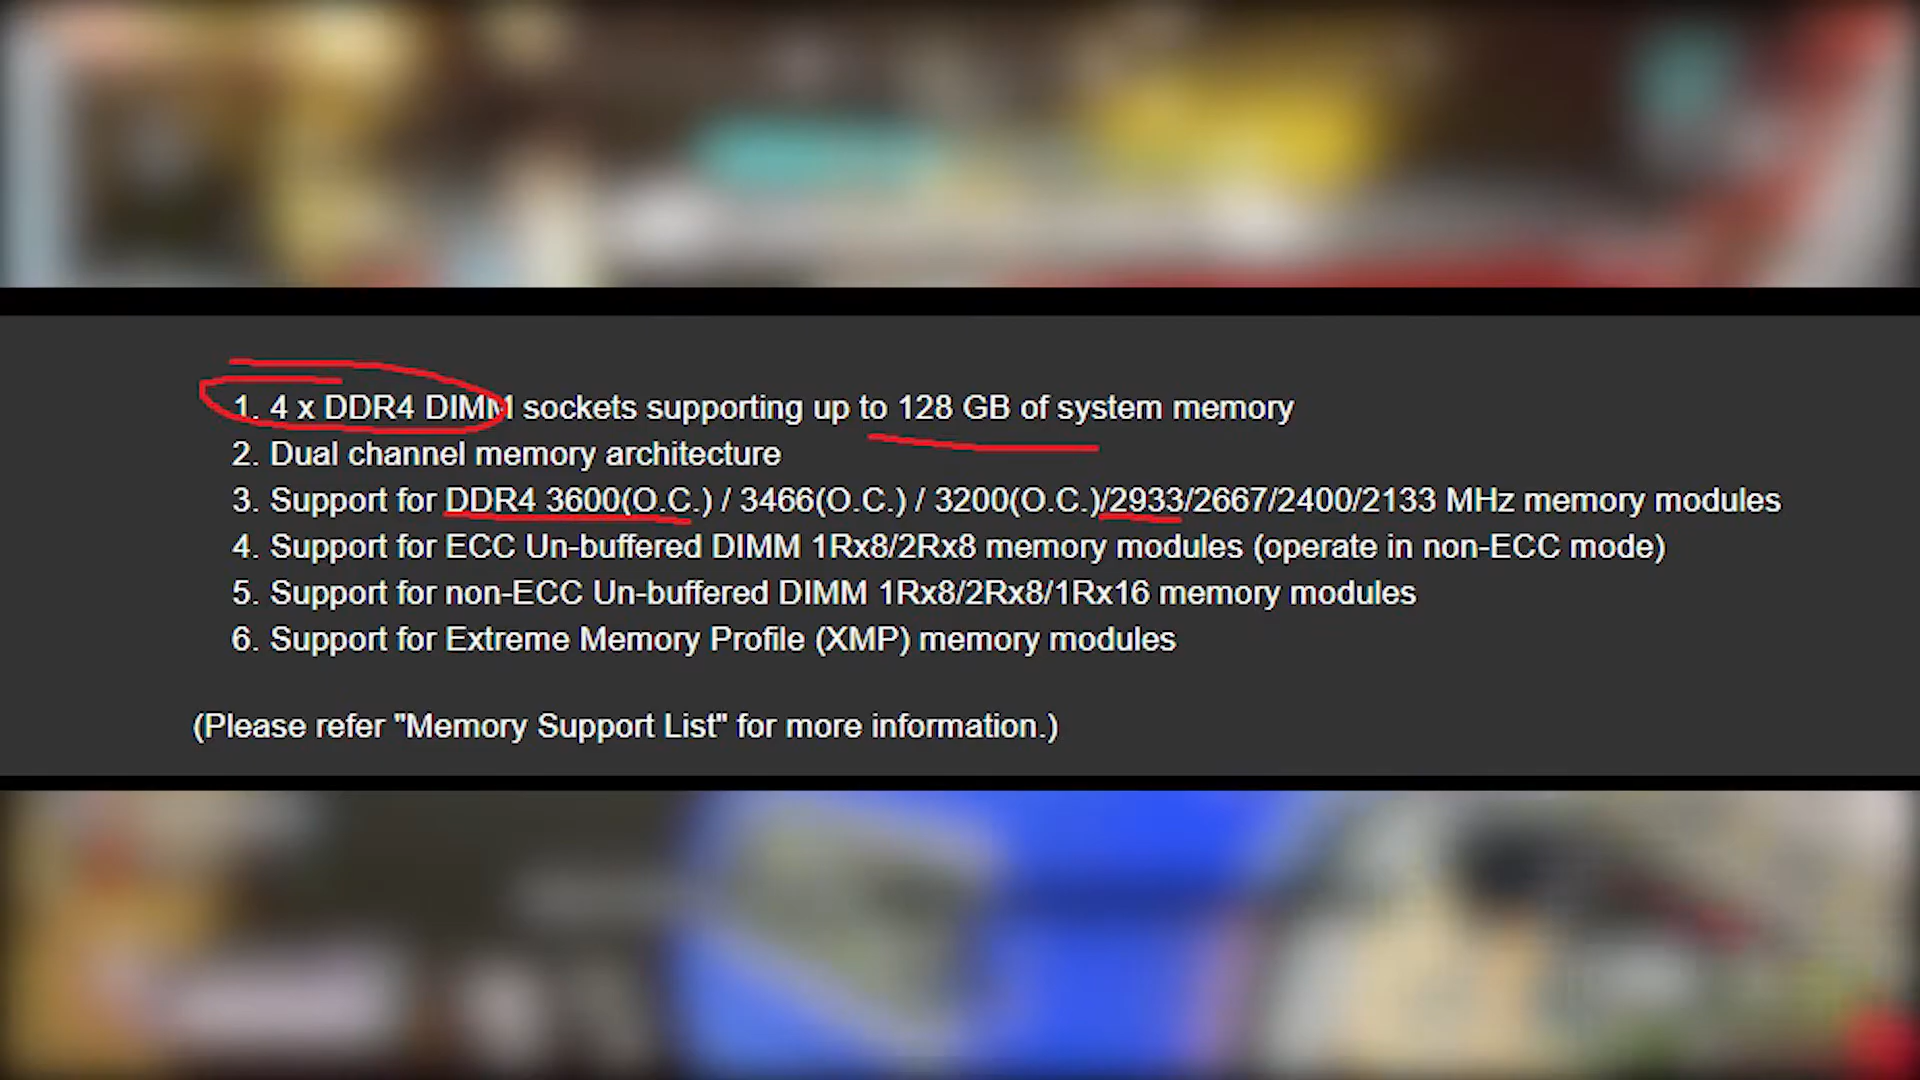 1. 4 x DDR4 DIMM sockets supporting up to 128 GB of system memory
2. Dual channel memory architecture
3. Support for DDR4 3600(O.C.) / 3466(O.C.) / 3200(O.C.)/2933/2667/2400/2133 MHz memory modules
4. Support for ECC Un-buffered DIMM 1Rx8/2Rx8 memory modules (operate in non-ECC mode)
5. Support for non-ECC Un-buffered DIMM 1Rx8/2Rx8/1Rx16 memory modules
6. Support for Extreme Memory Profile (XMP) memory modules
(Please refer "Memory Support List" for more information.)